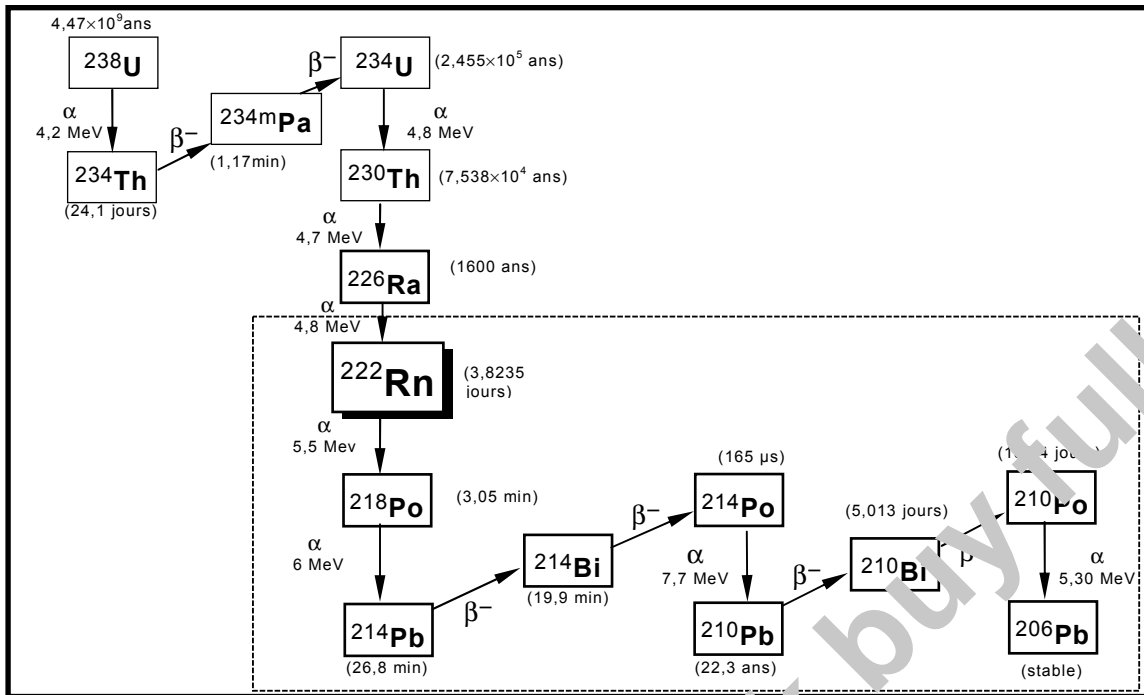 4,47×10⁹ans
²³⁸U
α
4,2 MeV
²³⁴Th
(24,1 jours)
β−
²³⁴ᵐPa
(1,17min)
β−
²³⁴U
(2,455×10⁵ ans)
α
4,8 MeV
²³⁰Th
(7,538×10⁴ ans)
α
4,7 MeV
²²⁶Ra
(1600 ans)
α
4,8 MeV
²²²Rn
(3,8235
jours)
α
5,5 Mev
²¹⁸Po
(3,05 min)
α
6 MeV
²¹⁴Pb
(26,8 min)
β−
²¹⁴Bi
(19,9 min)
β−
(165 µs)
²¹⁴Po
α
7,7 MeV
²¹⁰Pb
(22,3 ans)
β−
(5,013 jours)
²¹⁰Bi
β
²¹⁰Po
α
5,30 MeV
²⁰⁶Pb
(stable)
buy full